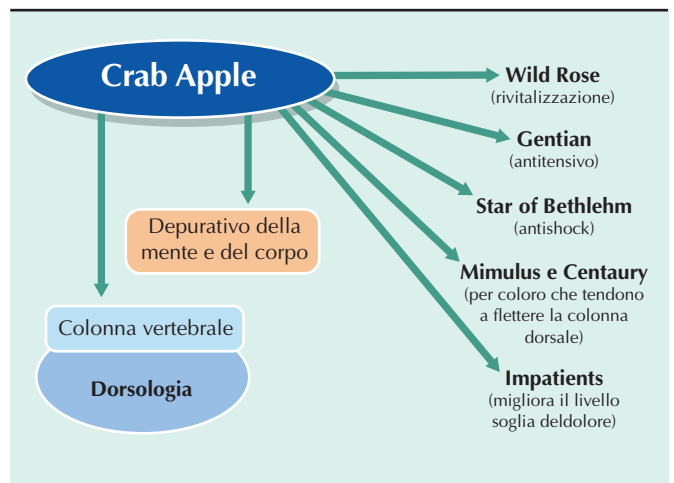 Crab Apple
Wild Rose
(rivitalizzazione)
Gentian
(antitensivo)
Star of Bethlehm
(antishock)
Mimulus e Centaury
(per coloro che tendono
a flettere la colonna
dorsale)
Impatients
(migliora il livello
soglia deldolore)
Depurativo della
mente e del corpo
Colonna vertebrale
Dorsologia